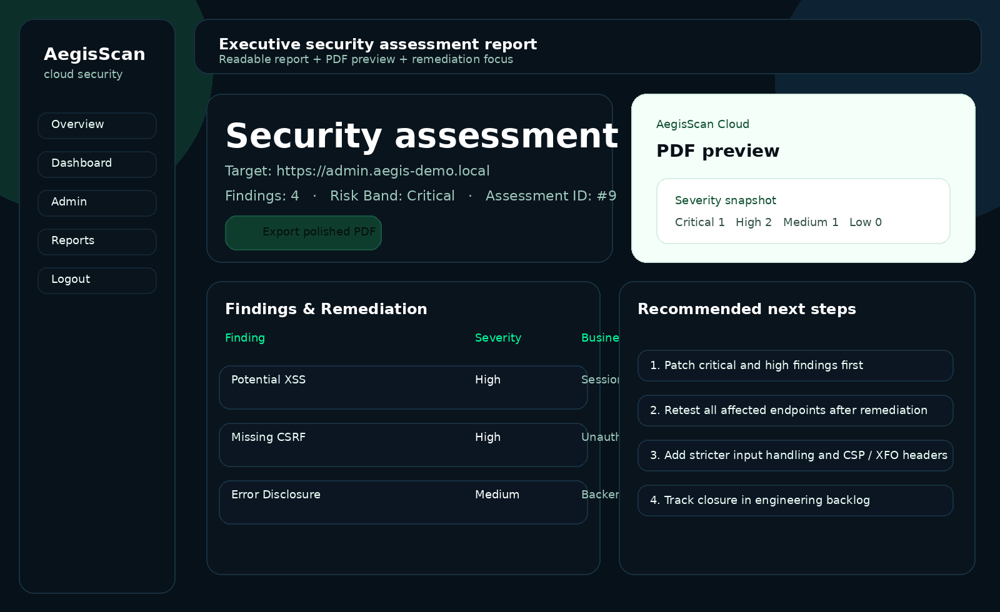 AegisScan
cloud security
Overview
Dashboard
Admin
Reports
Logout
Executive security assessment report
Readable report + PDF preview + remediation focus
Security assessment
Target: https://admin.aegis-demo.local
Findings: 4 · Risk Band: Critical · Assessment ID: #9
Export polished PDF
AegisScan Cloud
PDF preview
Severity snapshot
Critical 1 High 2 Medium 1 Low 0
Findings & Remediation
Finding Severity Busine
Potential XSS High Session
Missing CSRF High Unauth
Error Disclosure Medium Backen
Recommended next steps
1. Patch critical and high findings first
2. Retest all affected endpoints after remediation
3. Add stricter input handling and CSP / XFO headers
4. Track closure in engineering backlog